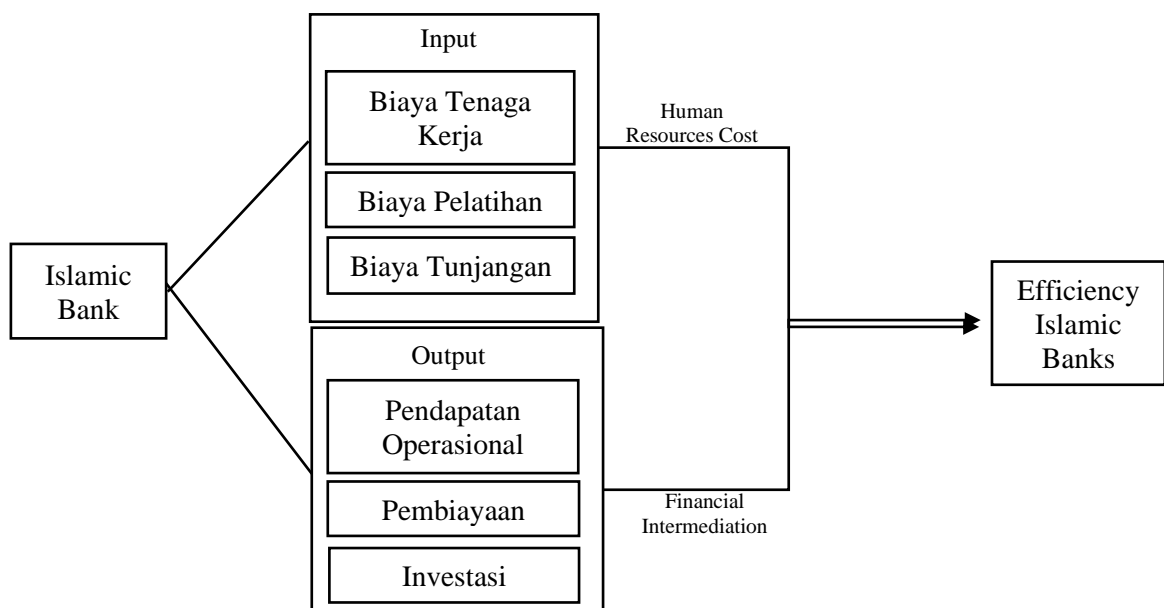 Input
Biaya Tenaga
Kerja
Biaya Pelatihan
Biaya Tunjangan
Human
Resources Cost
Islamic
Bank
Efficiency
Islamic
Banks
Output
Pendapatan
Operasional
Pembiayaan
Investasi
Financial
Intermediation